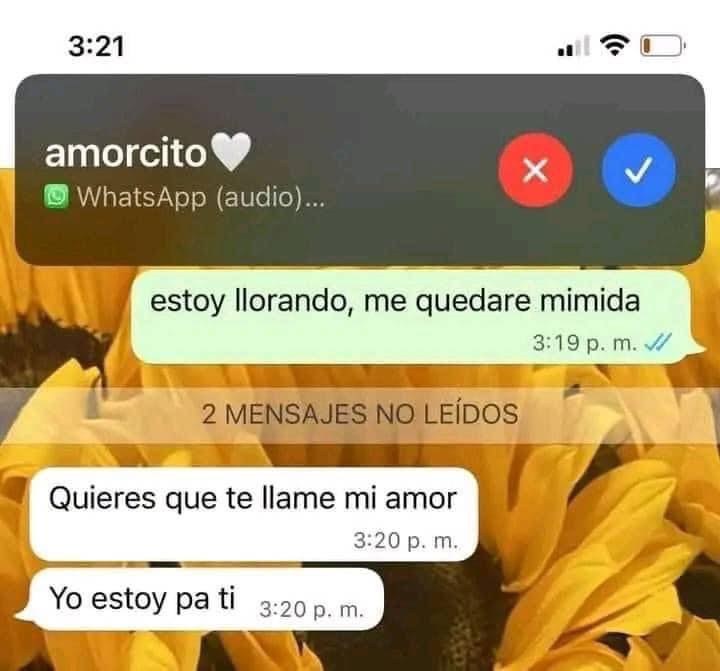 3:21
amorcito🤍
WhatsApp (audio)...
estoy llorando, me quedare mimida
3:19 p. m.
2 MENSAJES NO LEÍDOS
Quieres que te llame mi amor
3:20 p. m.
Yo estoy pa ti 3:20 p. m.